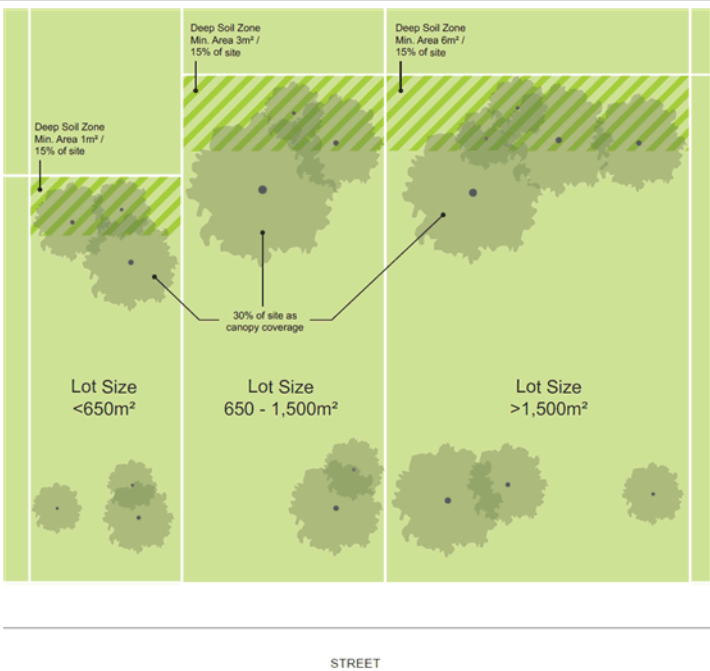 Deep Soil Zone
Min. Area 3m² /
15% of site
Deep Soil Zone
Min. Area 6m² /
15% of site
Deep Soil Zone
Min. Area 1m² /
15% of site
30% of site as
canopy coverage
Lot Size
<650m²
Lot Size
650 - 1,500m²
Lot Size
>1,500m²
STREET